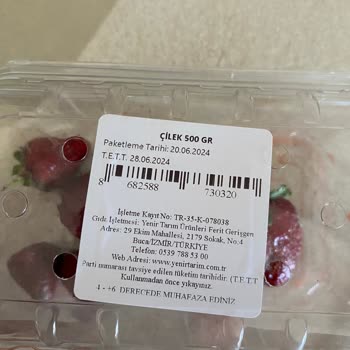 ÇİLEK 500 GR
Paketleme Tarihi: 20.06.2024
T.E.T.T. 28.06.2024
8 682588 730320
İşletme Kayıt No: TR-35-K-078038
Gıda İşletmesi: Yenir Tarım Ürünleri Ferit Gerişgen
Adres: 29 Ekim Mahallesi, 2179 Sokak, No:4
Buca/İZMİR/TÜRKİYE
Telefon: 0539 788 53 00
Web Adresi: www.yenirtarim.com.tr
Parti numarası tavsiye edilen tüketim tarihidir. (T.E.T.T
Kullanmadan önce yıkayınız.
4 - +6 DERECEDE MUHAFAZA EDİNİZ